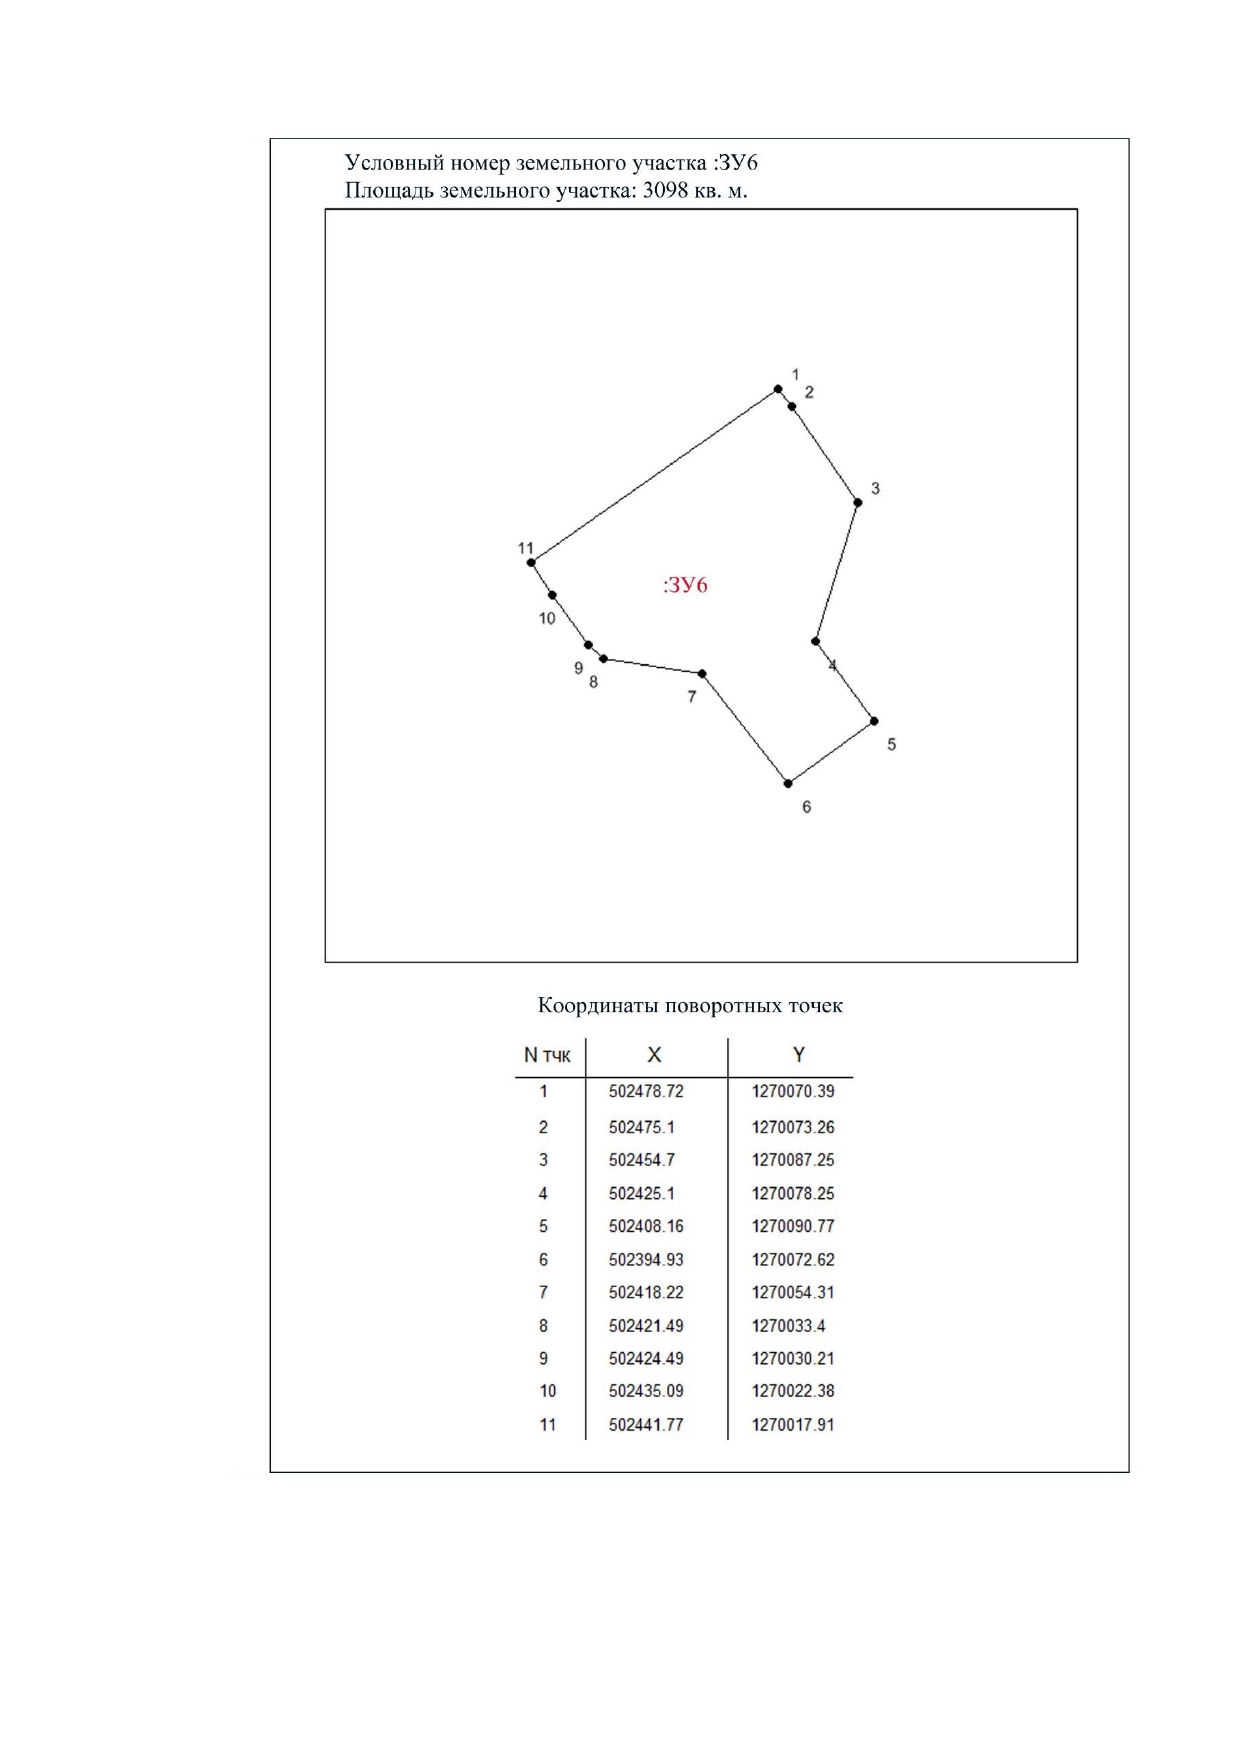 Условный номер земельного участка :ЗУ6
Площадь земельного участка: 3098 кв. м.
1
2
3
11
:ЗУ6
10
4
9
8
7
5
6
Координаты поворотных точек
N тчк X Y
1 502478.72 1270070.39
2 502475.1 1270073.26
3 502454.7 1270087.25
4 502425.1 1270078.25
5 502408.16 1270090.77
6 502394.93 1270072.62
7 502418.22 1270054.31
8 502421.49 1270033.4
9 502424.49 1270030.21
10 502435.09 1270022.38
11 502441.77 1270017.91